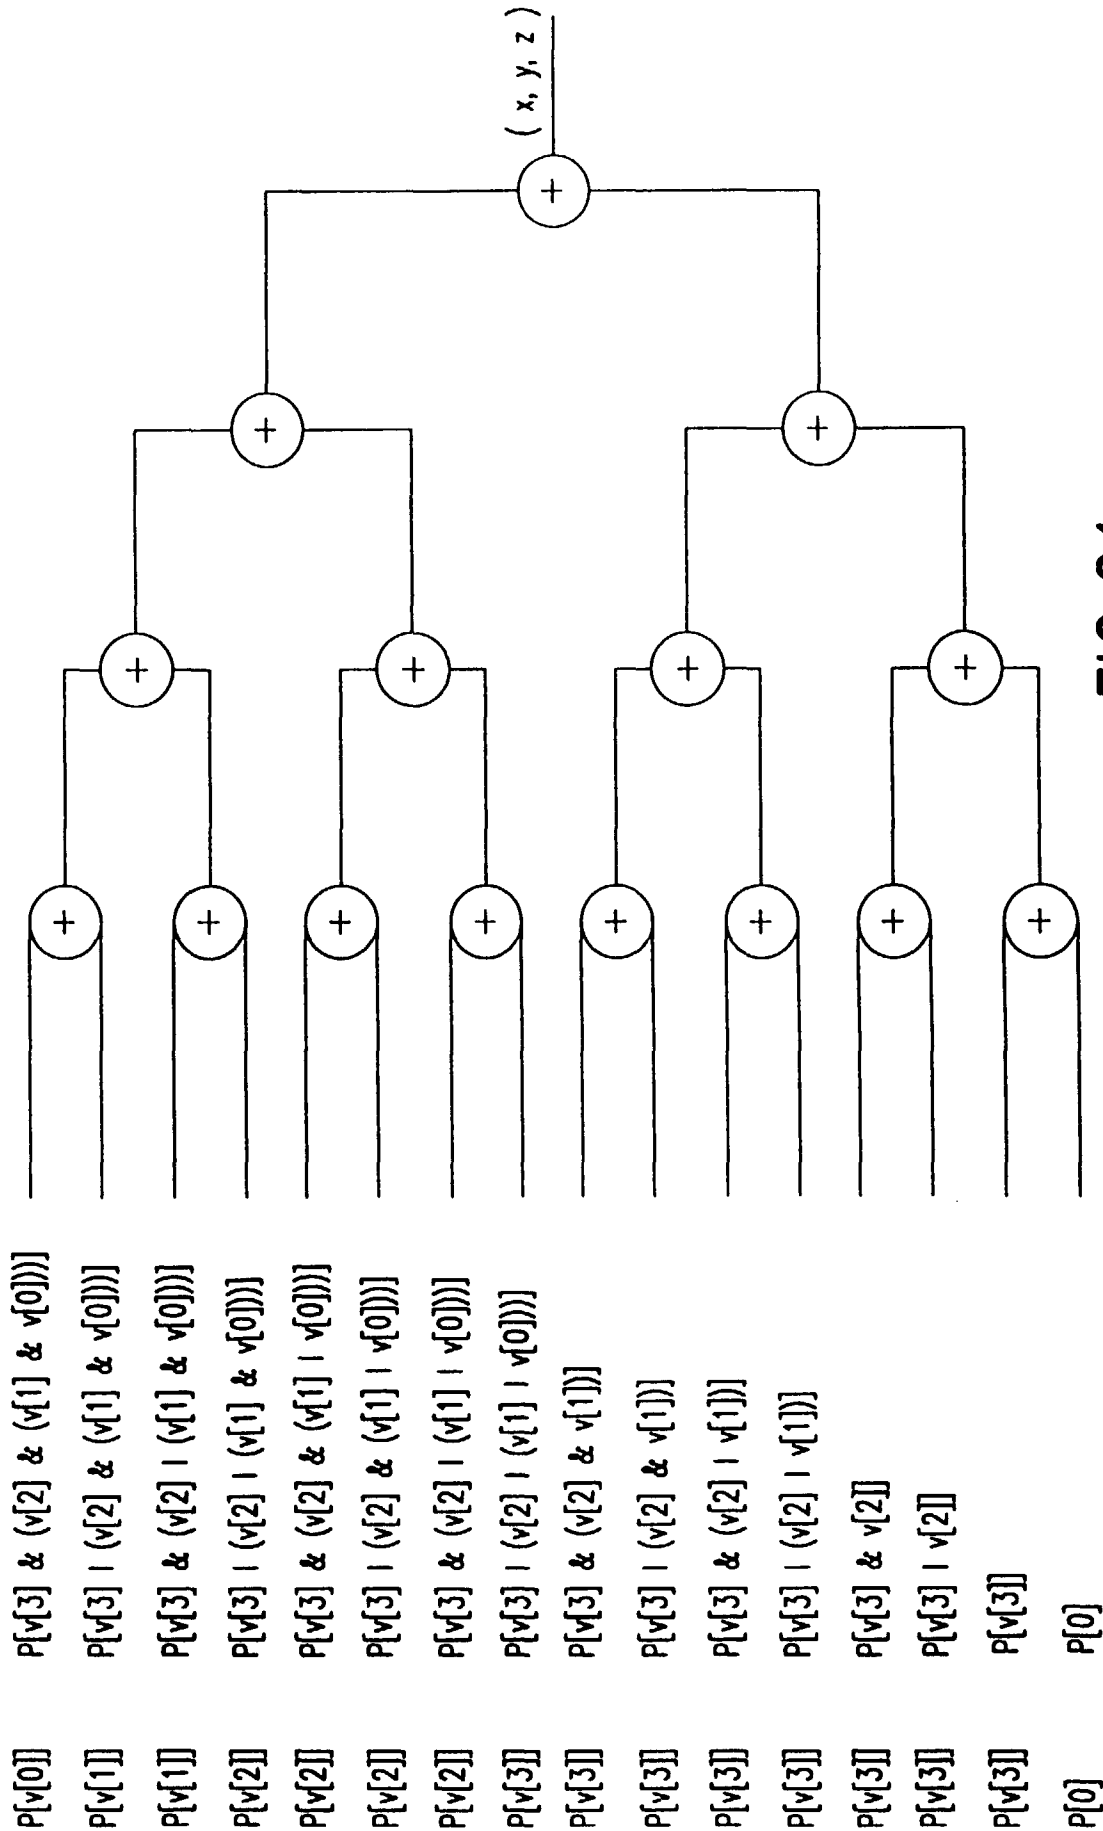 P[v[0]] P[v[3] & (v[2] & (v[1] & v[0]))]
P[v[1]] P[v[3] | (v[2] & (v[1] & v[0]))]
P[v[1]] P[v[3] & (v[2] | (v[1] & v[0]))]
P[v[2]] P[v[3] | (v[2] | (v[1] & v[0]))]
P[v[2]] P[v[3] & (v[2] & (v[1] | v[0]))]
P[v[2]] P[v[3] | (v[2] & (v[1] | v[0]))]
P[v[2]] P[v[3] & (v[2] | (v[1] | v[0]))]
P[v[3]] P[v[3] | (v[2] | (v[1] | v[0]))]
P[v[3]] P[v[3] & (v[2] & v[1])]
P[v[3]] P[v[3] | (v[2] & v[1])]
P[v[3]] P[v[3] & (v[2] | v[1])]
P[v[3]] P[v[3] | (v[2] | v[1])]
P[v[3]] P[v[3] & v[2]]
P[v[3]] P[v[3] | v[2]]
P[v[3]] P[v[3]]
P[0] P[0]
+ + + + + + + +
+ + + +
+ +
+
( x, y, z )